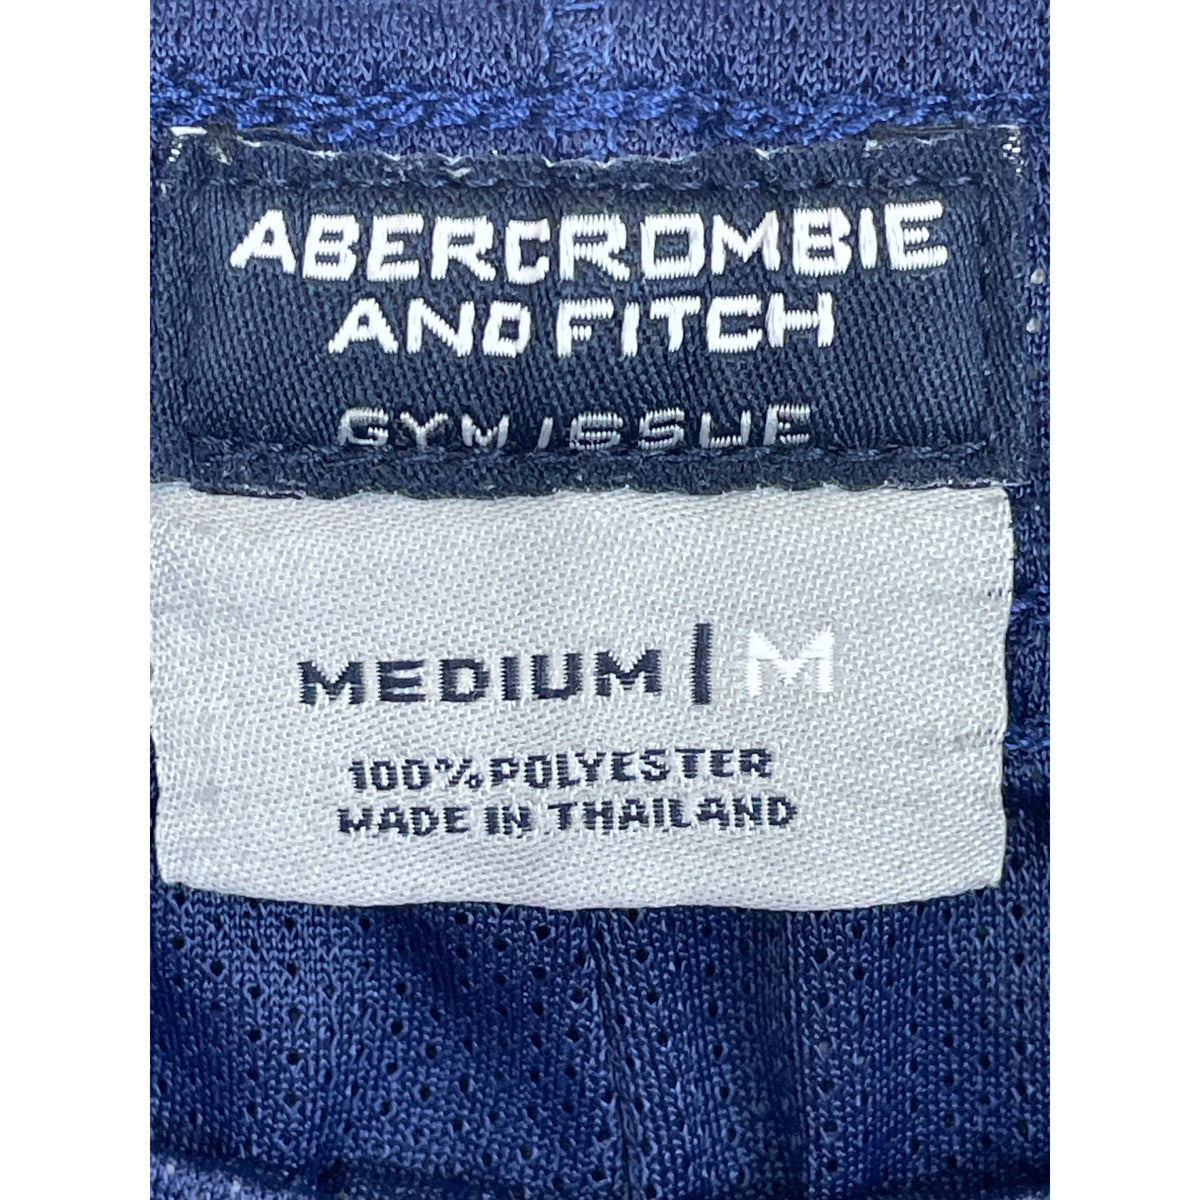 ABERCROMBIE
AND FITCH
GYM ISSUE
MEDIUM | M
100% POLYESTER
MADE IN THAILAND